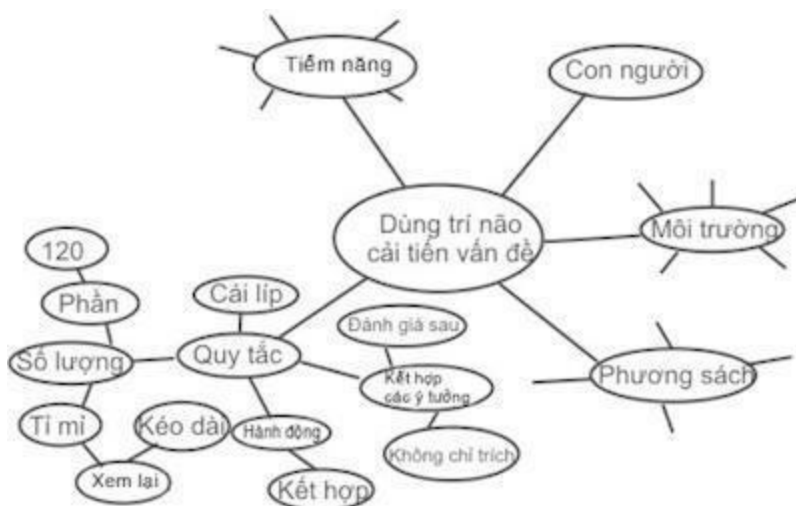 Tiềm năng
Con người
Dùng trí não
cải tiến vấn đề
Môi trường
120
Phần
Cái líp
Đánh giá sau
Số lượng
Quy tắc
Kết hợp
các ý tưởng
Phương sách
Tỉ mỉ
Kéo dài
Hành động
Không chỉ trích
Xem lại
Kết hợp